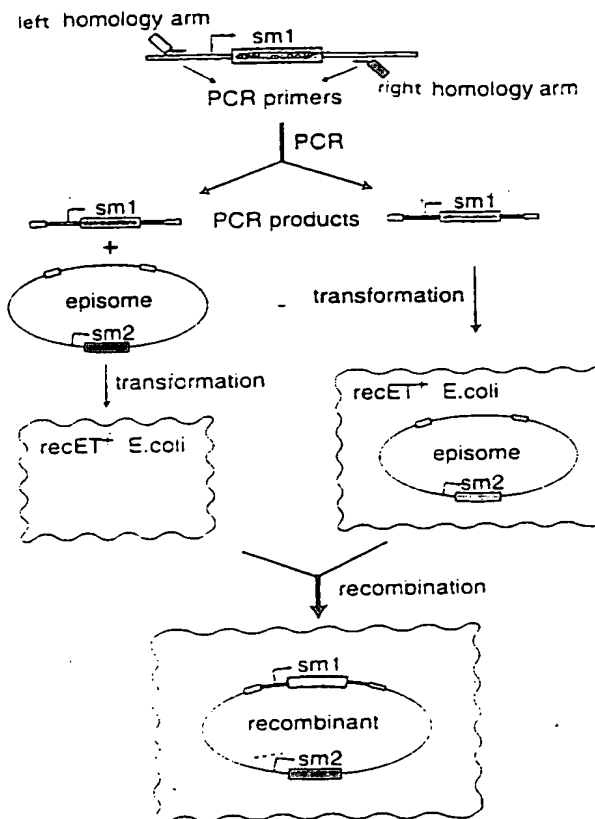 left homology arm
sm1
right homology arm
PCR primers
PCR
sm1
PCR products
sm1
+
episome
sm2
transformation
transformation
recET E.coli
recET E.coli
episome
sm2
recombination
sm1
recombinant
sm2